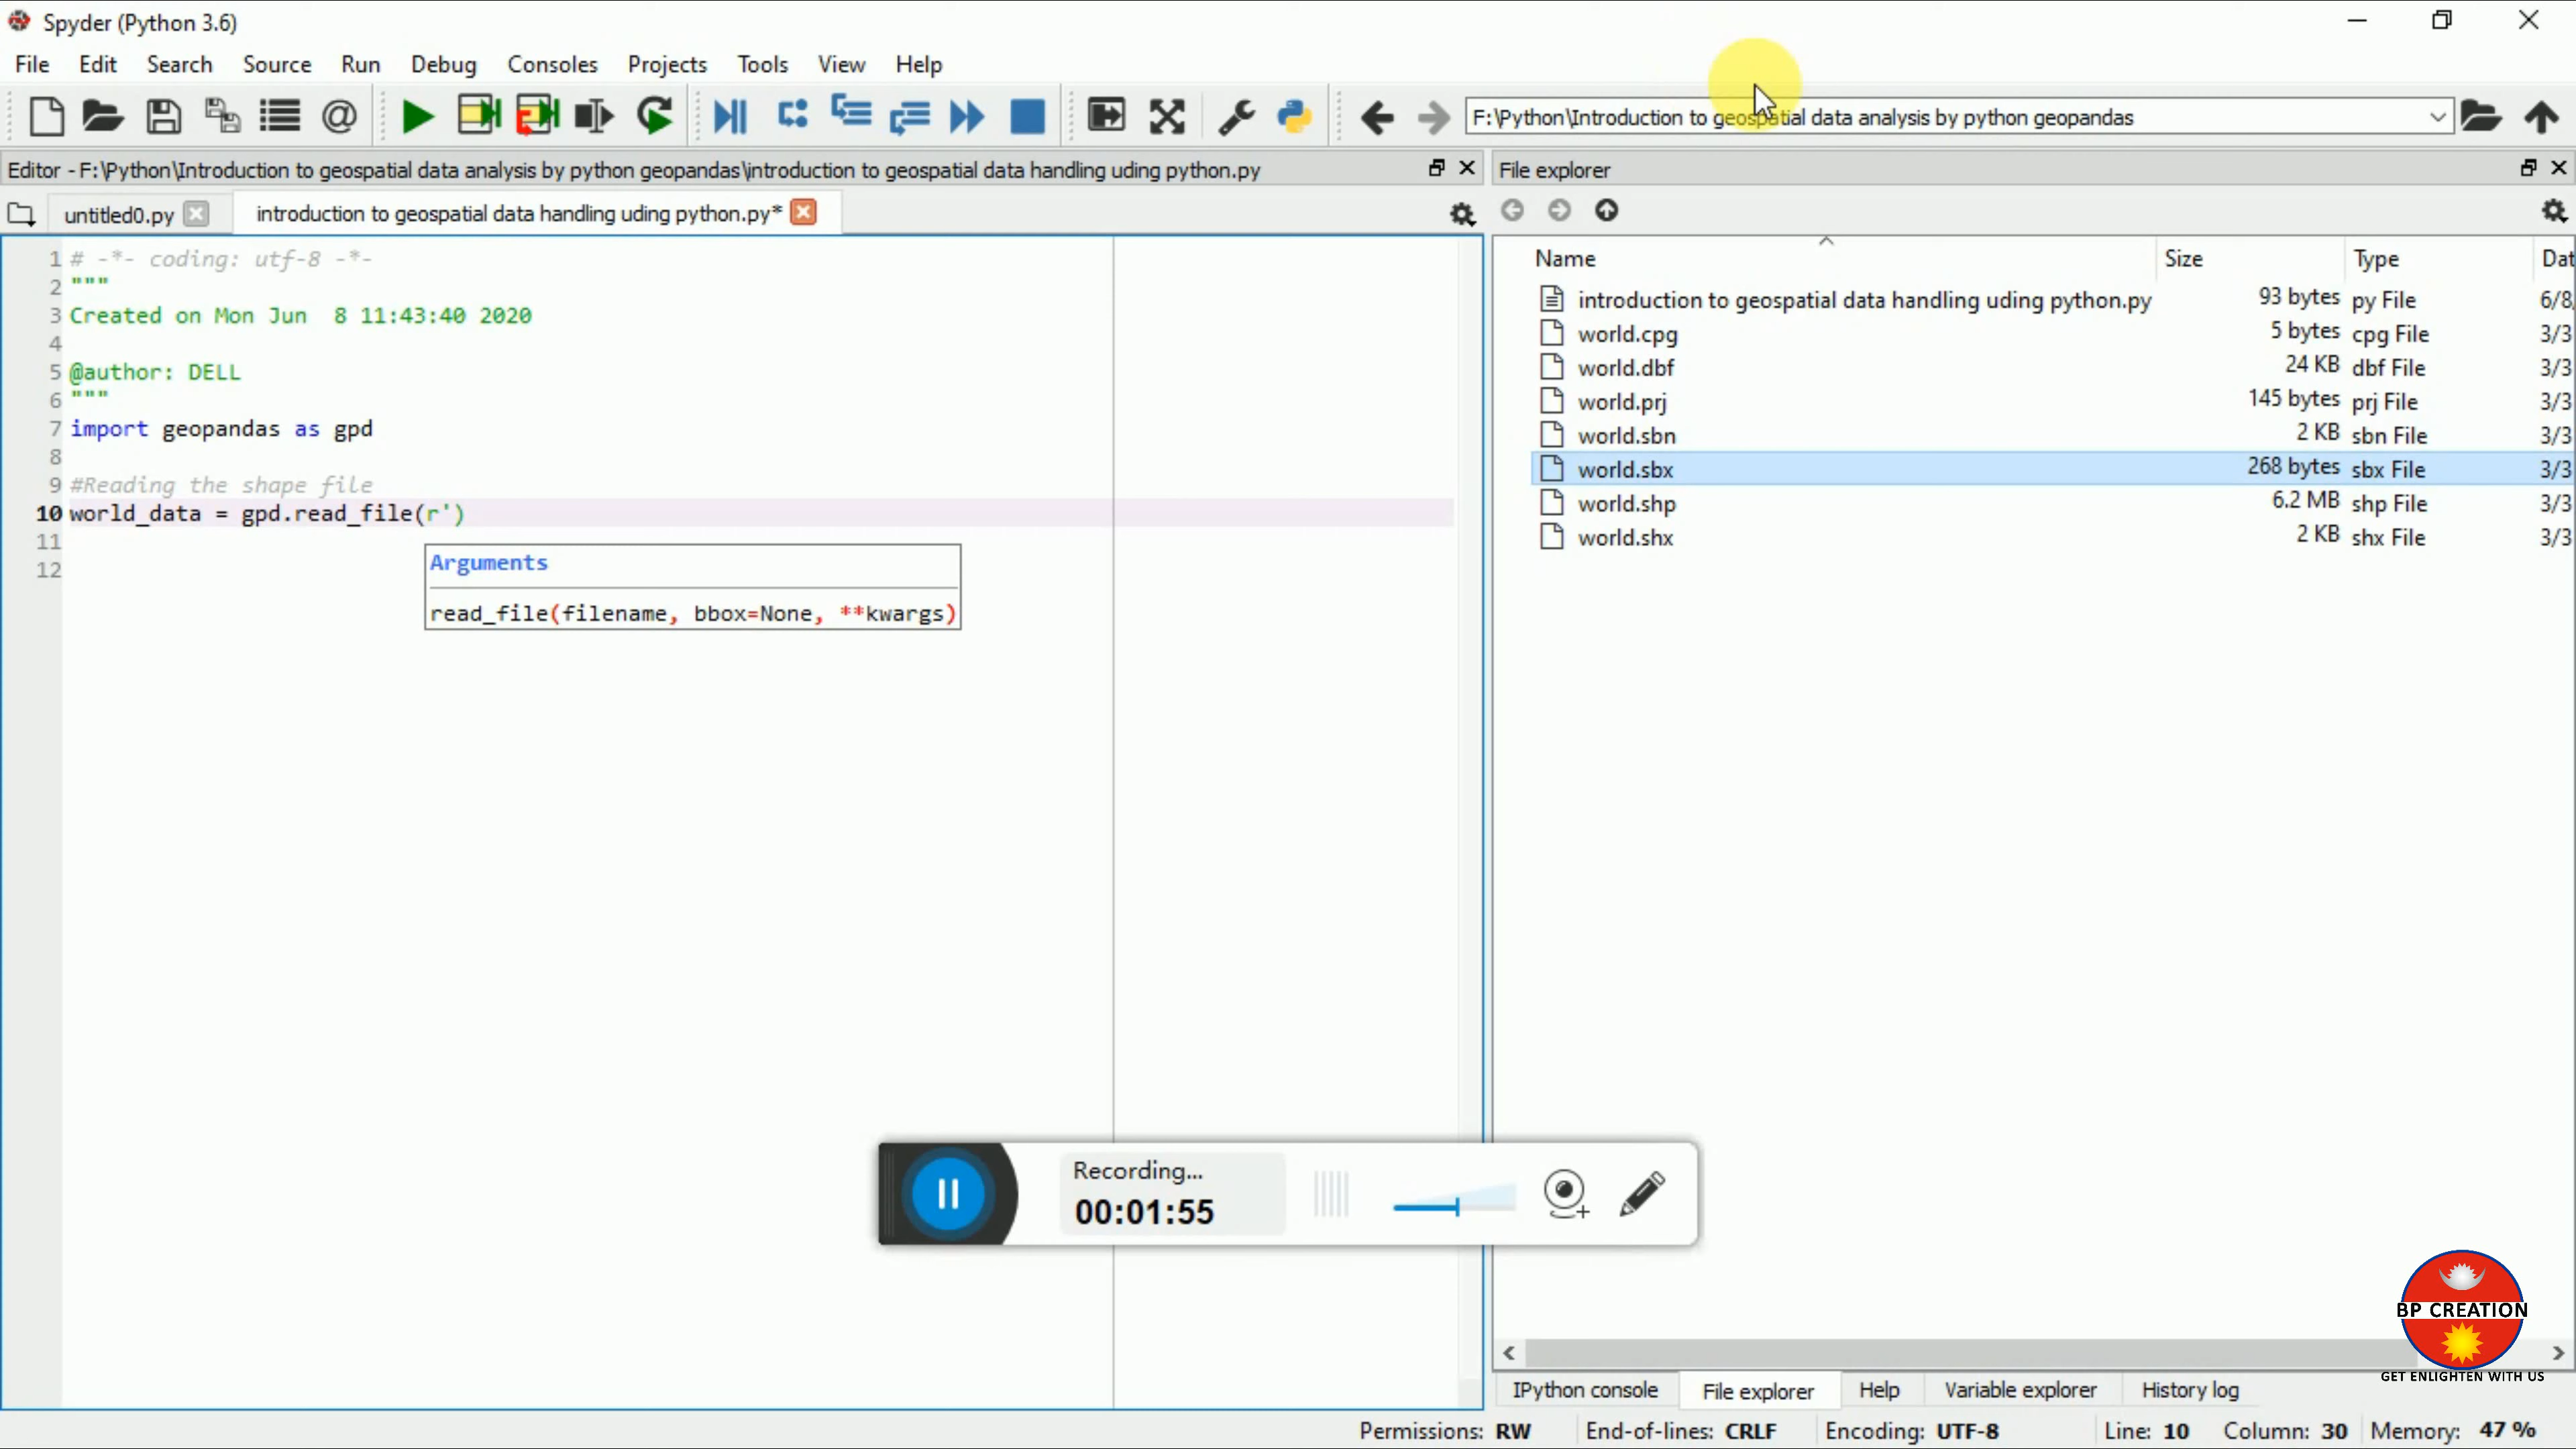 Spyder (Python 3.6)
File Edit Search Source Run Debug Consoles Projects Tools View Help
F:\Python\Introduction to geospatial data analysis by python geopandas
Editor - F:\Python\Introduction to geospatial data analysis by python geopandas\introduction to geospatial data handling uding python.py
File explorer
untitled0.py
introduction to geospatial data handling uding python.py*
1 # -*- coding: utf-8 -*-
2 """
3 Created on Mon Jun  8 11:43:40 2020
4
5 @author: DELL
6 """
7 import geopandas as gpd
8
9 #Reading the shape file
10 world_data = gpd.read_file(r')
11
12
Arguments
read_file(filename, bbox=None, **kwargs)
Name Size Type Dat
introduction to geospatial data handling uding python.py 93 bytes py File 6/8
world.cpg 5 bytes cpg File 3/3
world.dbf 24 KB dbf File 3/3
world.prj 145 bytes prj File 3/3
world.sbn 2 KB sbn File 3/3
world.sbx 268 bytes sbx File 3/3
world.shp 6.2 MB shp File 3/3
world.shx 2 KB shx File 3/3
Recording...
00:01:55
BP CREATION
GET ENLIGHTEN WITH US
IPython console File explorer Help Variable explorer History log
Permissions: RW End-of-lines: CRLF Encoding: UTF-8 Line: 10 Column: 30 Memory: 47 %